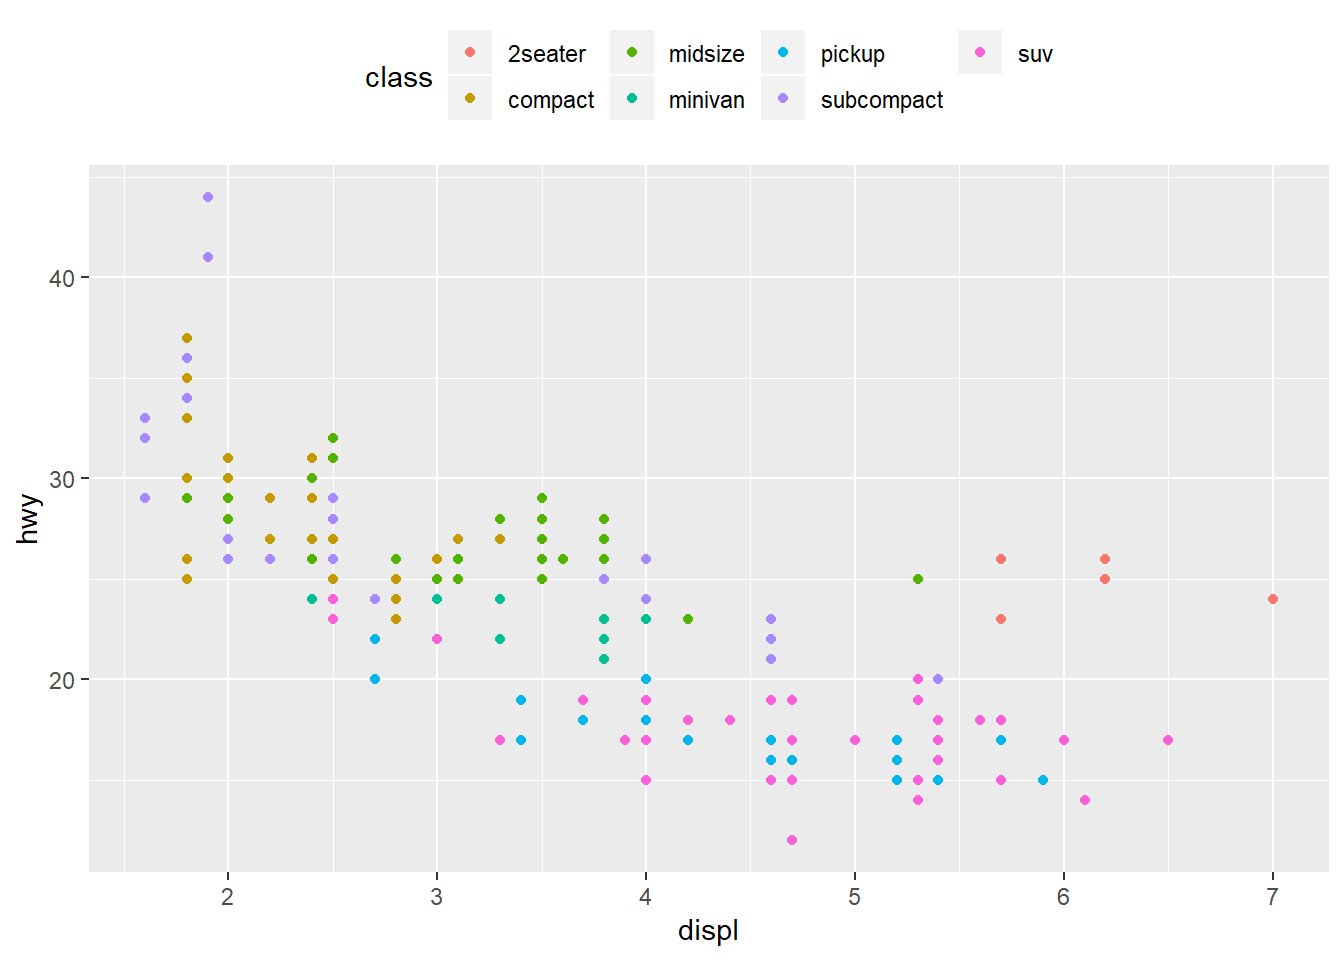 class
2seater midsize pickup suv
compact minivan subcompact
40
30
20
hwy
2 3 4 5 6 7
displ